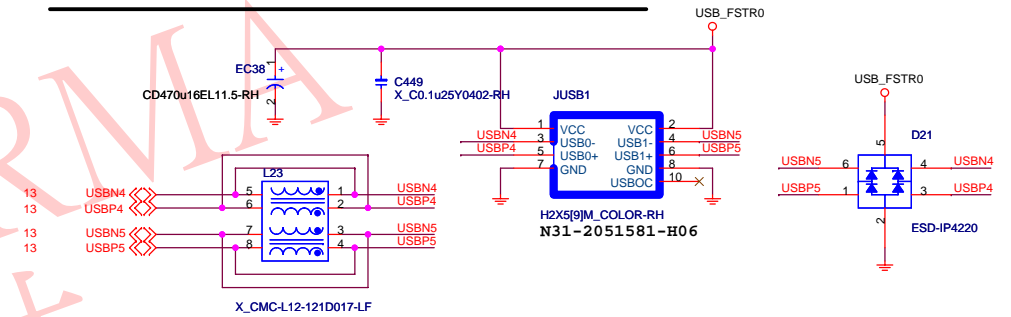 USB_FSTR0
EC38
1
+
2
CD470u16EL11.5-RH
C449
X_C0.1u25Y0402-RH
JUSB1
1 VCC VCC 2
USBN4 3 USB0- USB1- 4 USBN5
USBP4 5 USB0+ USB1+ 6 USBP5
7 GND GND 8
USBOC 10
H2X5[9]M_COLOR-RH
N31-2051581-H06
USB_FSTR0
D21
5
USBN5 6 4 USBN4
USBP5 1 3 USBP4
2
ESD-IP4220
L23
13 USBN4 5 1 USBN4
13 USBP4 6 2 USBP4
13 USBN5 7 3 USBN5
13 USBP5 8 4 USBP5
X_CMC-L12-121D017-LF